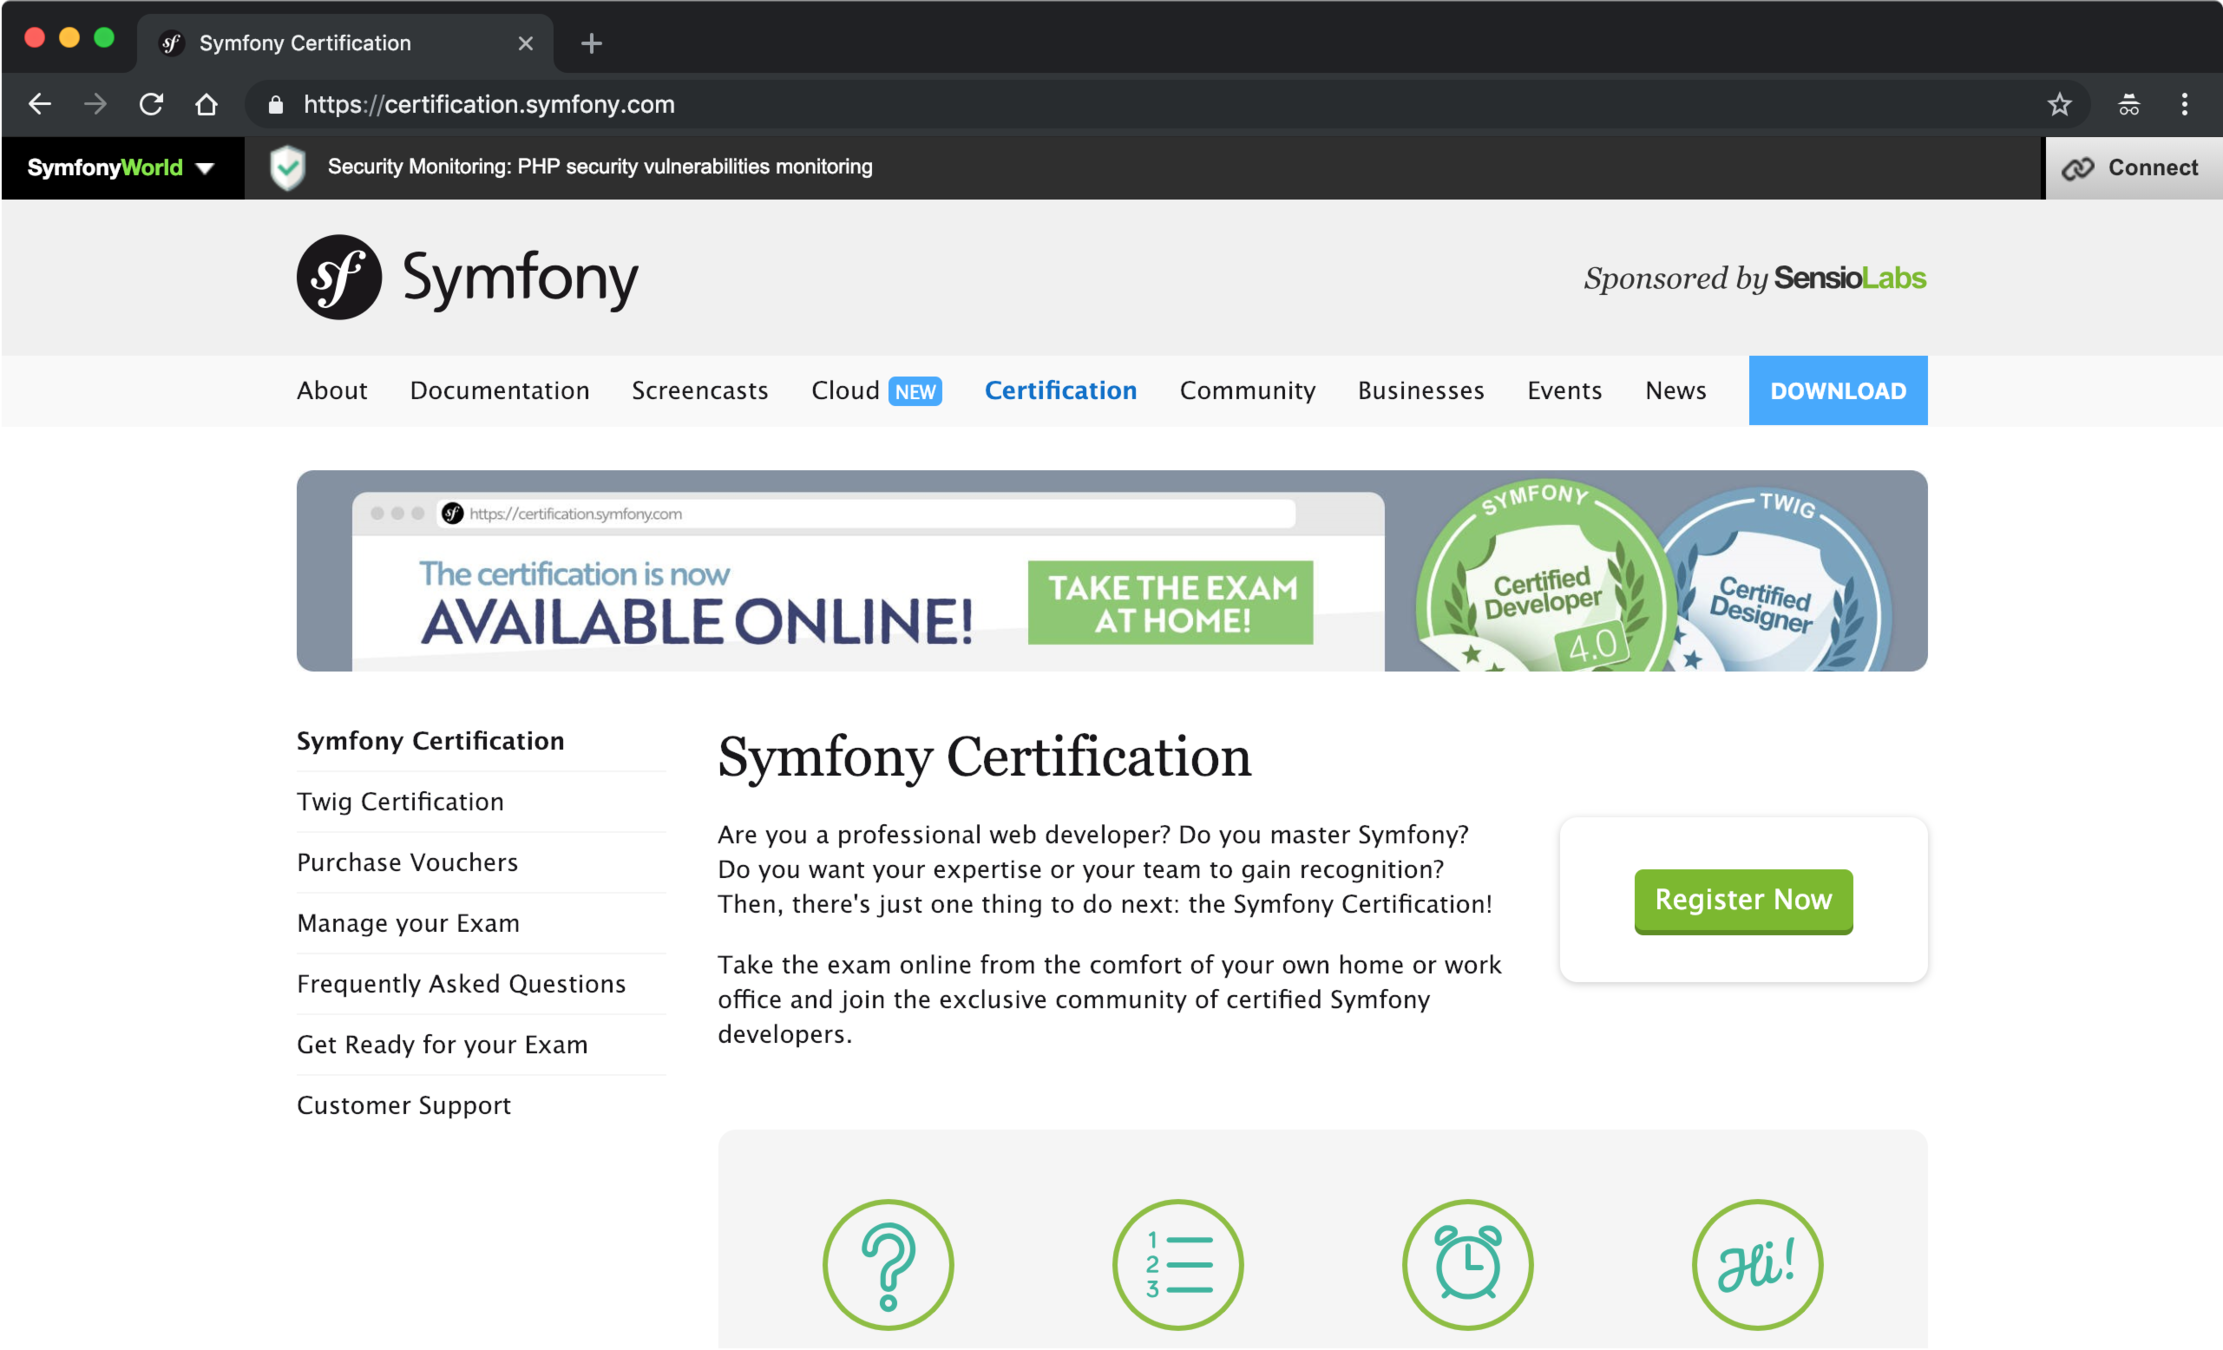 sf Symfony Certification
https://certification.symfony.com
SymfonyWorld
Security Monitoring: PHP security vulnerabilities monitoring
Connect
sf Symfony
Sponsored by SensioLabs
About Documentation Screencasts Cloud NEW Certification Community Businesses Events News DOWNLOAD
sf https://certification.symfony.com
The certification is now
AVAILABLE ONLINE!
TAKE THE EXAM
AT HOME!
SYMFONY
Certified
Developer
4.0
TWIG
Certified
Designer
Symfony Certification
Twig Certification
Purchase Vouchers
Manage your Exam
Frequently Asked Questions
Get Ready for your Exam
Customer Support
Symfony Certification
Are you a professional web developer? Do you master Symfony?
Do you want your expertise or your team to gain recognition?
Then, there's just one thing to do next: the Symfony Certification!
Take the exam online from the comfort of your own home or work
office and join the exclusive community of certified Symfony
developers.
Register Now
1
2
3
Hi!